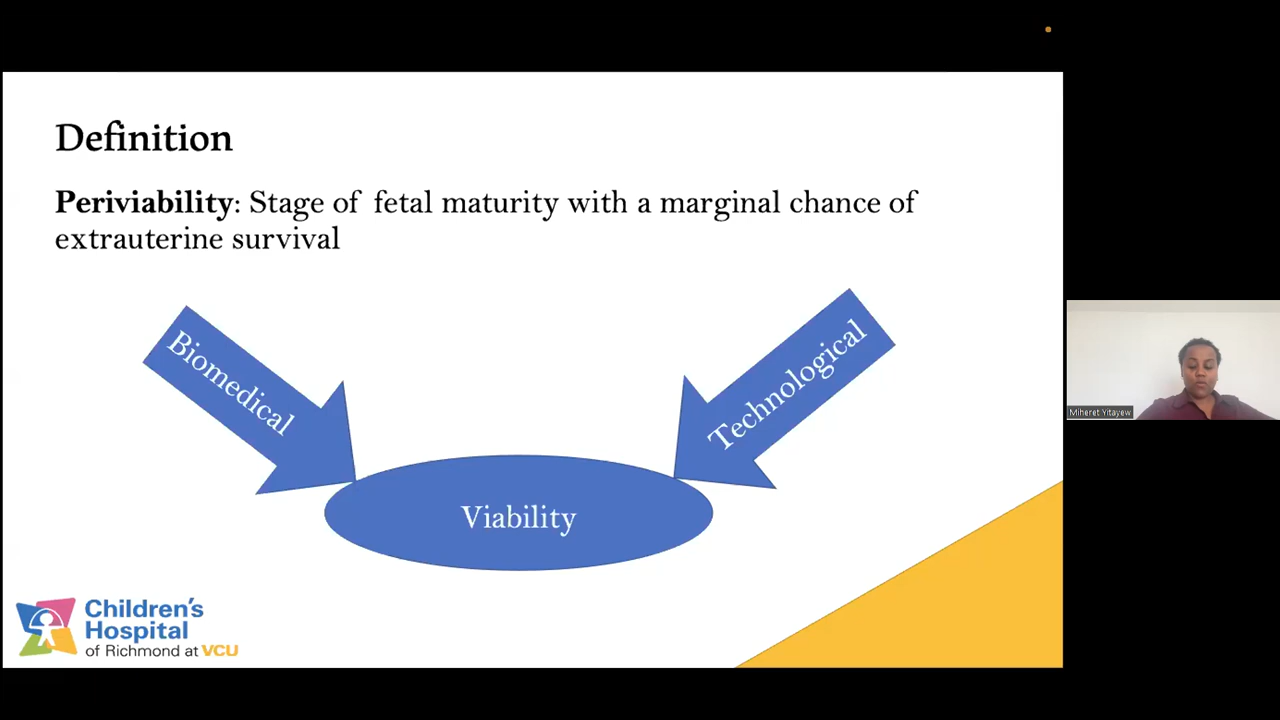 Definition
Periviability: Stage of fetal maturity with a marginal chance of
extrauterine survival
Biomedical
Technological
Viability
Miheret Yitayew
Children's
Hospital
of Richmond at VCU